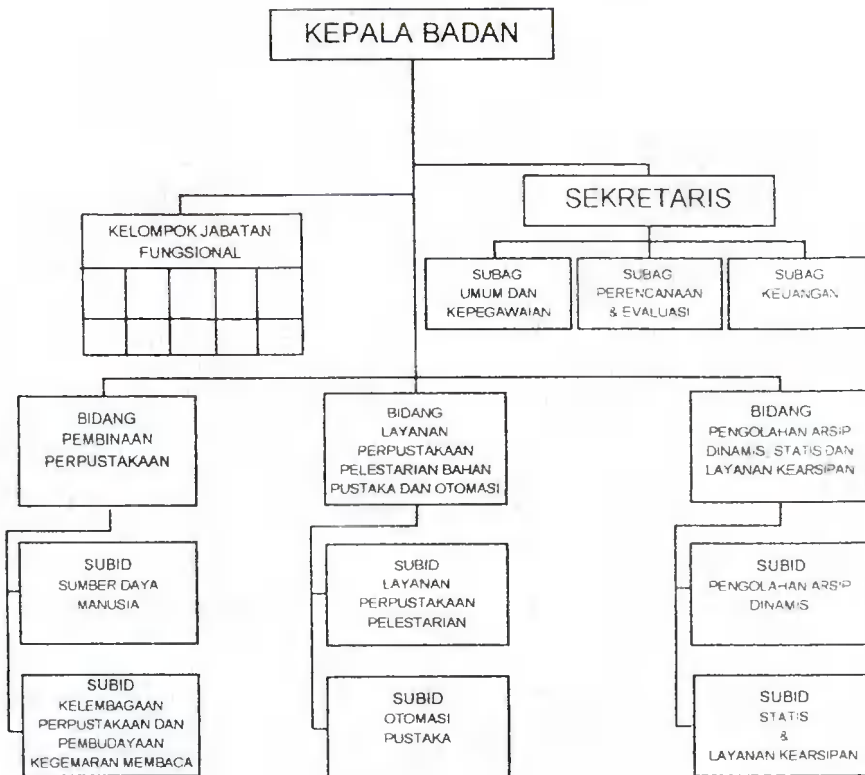 KEPALA BADAN
SEKRETARIS
KELOMPOK JABATAN
FUNGSIONAL
SUBAG
UMUM DAN
KEPEGAWAIAN
SUBAG
PERENCANAAN
& EVALUASI
SUBAG
KEUANGAN
BIDANG
PEMBINAAN
PERPUSTAKAAN
BIDANG
LAYANAN
PERPUSTAKAAN
PELESTARIAN BAHAN
PUSTAKA DAN OTOMASI
BIDANG
PENGOLAHAN ARSIP
DINAMIS, STATIS DAN
LAYANAN KEARSIPAN
SUBID
SUMBER DAYA
MANUSIA
SUBID
LAYANAN
PERPUSTAKAAN
PELESTARIAN
SUBID
PENGOLAHAN ARSIP
DINAMIS
SUBID
KELEMBAGAAN
PERPUSTAKAAN DAN
PEMBUDAYAAN
KEGEMARAN MEMBACA
SUBID
OTOMASI
PUSTAKA
SUBID
STATIS
&
LAYANAN KEARSIPAN